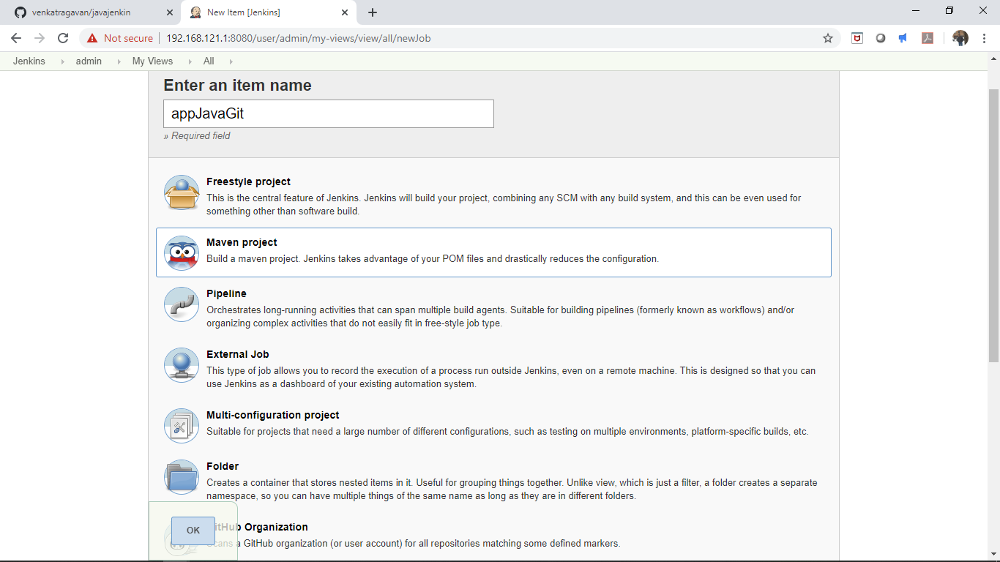 venkatragavan/javajenkin
New Item [Jenkins]
Not secure
192.168.121.1:8080/user/admin/my-views/view/all/newJob
Jenkins
admin
My Views
All
Enter an item name
appJavaGit
» Required field
Freestyle project
This is the central feature of Jenkins. Jenkins will build your project, combining any SCM with any build system, and this can be even used for
something other than software build.
Maven project
Build a maven project. Jenkins takes advantage of your POM files and drastically reduces the configuration.
Pipeline
Orchestrates long-running activities that can span multiple build agents. Suitable for building pipelines (formerly known as workflows) and/or
organizing complex activities that do not easily fit in free-style job type.
External Job
This type of job allows you to record the execution of a process run outside Jenkins, even on a remote machine. This is designed so that you can
use Jenkins as a dashboard of your existing automation system.
Multi-configuration project
Suitable for projects that need a large number of different configurations, such as testing on multiple environments, platform-specific builds, etc.
Folder
Creates a container that stores nested items in it. Useful for grouping things together. Unlike view, which is just a filter, a folder creates a separate
namespace, so you can have multiple things of the same name as long as they are in different folders.
OK
GitHub Organization
Scans a GitHub organization (or user account) for all repositories matching some defined markers.